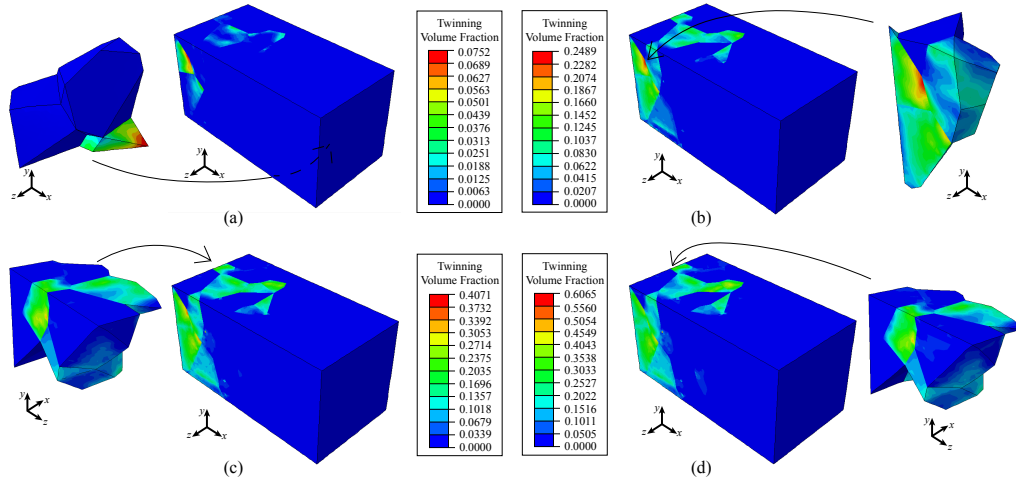 Twinning
Volume Fraction
0.0752
0.0689
0.0627
0.0563
0.0501
0.0439
0.0376
0.0313
0.0251
0.0188
0.0125
0.0063
0.0000
y
z
x
y
z
x
(a)
Twinning
Volume Fraction
0.2489
0.2282
0.2074
0.1867
0.1660
0.1452
0.1245
0.1037
0.0830
0.0622
0.0415
0.0207
0.0000
y
z
x
y
z
x
(b)
Twinning
Volume Fraction
0.4071
0.3732
0.3392
0.3053
0.2714
0.2375
0.2035
0.1696
0.1357
0.1018
0.0679
0.0339
0.0000
y
x
z
y
z
x
(c)
Twinning
Volume Fraction
0.6065
0.5560
0.5054
0.4549
0.4043
0.3538
0.3033
0.2527
0.2022
0.1516
0.1011
0.0505
0.0000
y
z
x
y
x
z
(d)